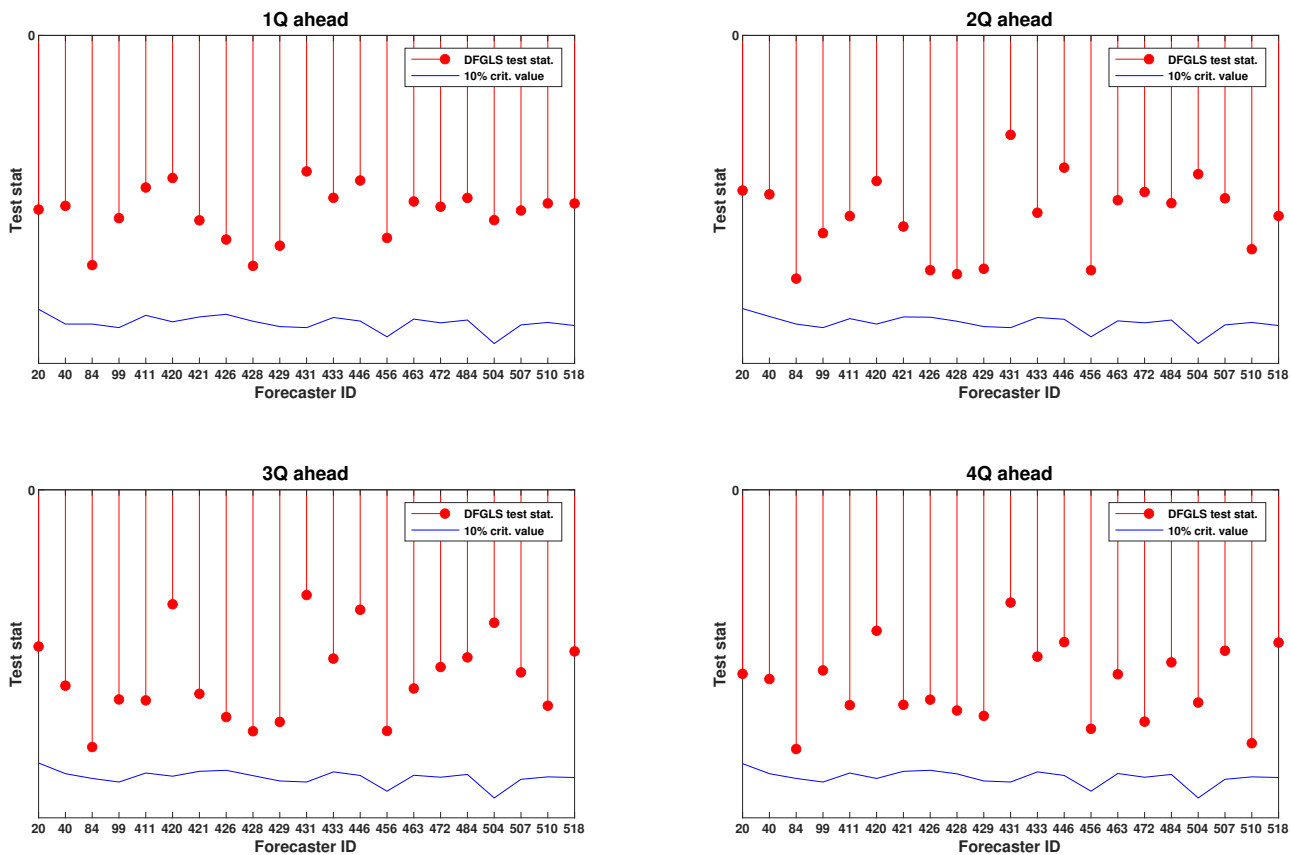 1Q ahead
0
DFGLS test stat.
10% crit. value
Test stat
20 40 84 99 411 420 421 426 428 429 431 433 446 456 463 472 484 504 507 510 518
Forecaster ID
2Q ahead
0
DFGLS test stat.
10% crit. value
Test stat
20 40 84 99 411 420 421 426 428 429 431 433 446 456 463 472 484 504 507 510 518
Forecaster ID
3Q ahead
0
DFGLS test stat.
10% crit. value
Test stat
20 40 84 99 411 420 421 426 428 429 431 433 446 456 463 472 484 504 507 510 518
Forecaster ID
4Q ahead
0
DFGLS test stat.
10% crit. value
Test stat
20 40 84 99 411 420 421 426 428 429 431 433 446 456 463 472 484 504 507 510 518
Forecaster ID